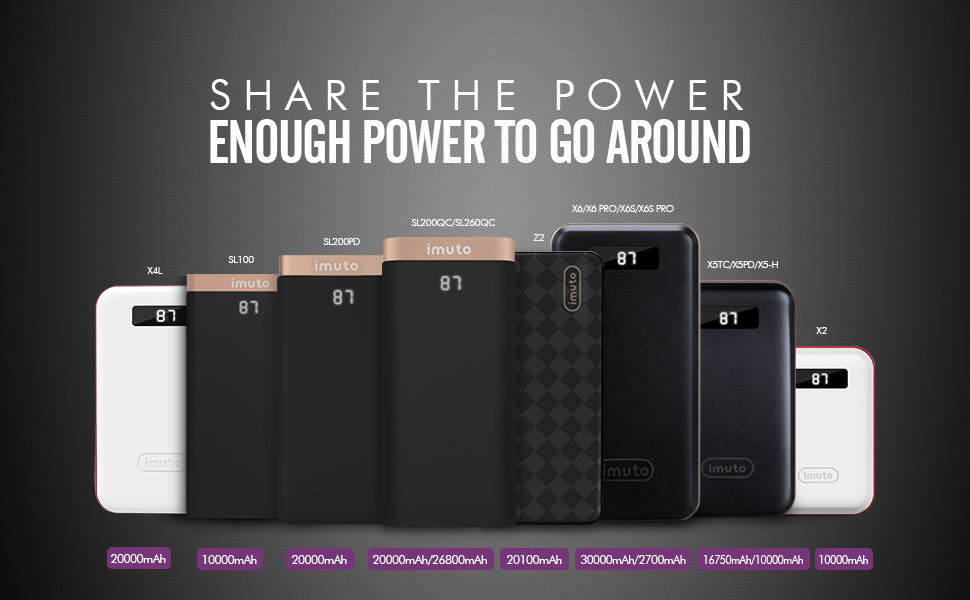 SHARE THE POWER
ENOUGH POWER TO GO AROUND
X6/X6 PRO/X6S/X6S PRO
SL200QC/SL260QC
Z2
SL200PD
SL100
X5TC/X5PD/X5-H
X4L
X2
imuto
imuto
imuto
imuto
87
87
87
87
87
87
87
imuto
imuto
imuto
imuto
20000mAh
10000mAh
20000mAh
20000mAh/26800mAh
20100mAh
30000mAh/2700mAh
16750mAh/10000mAh
10000mAh